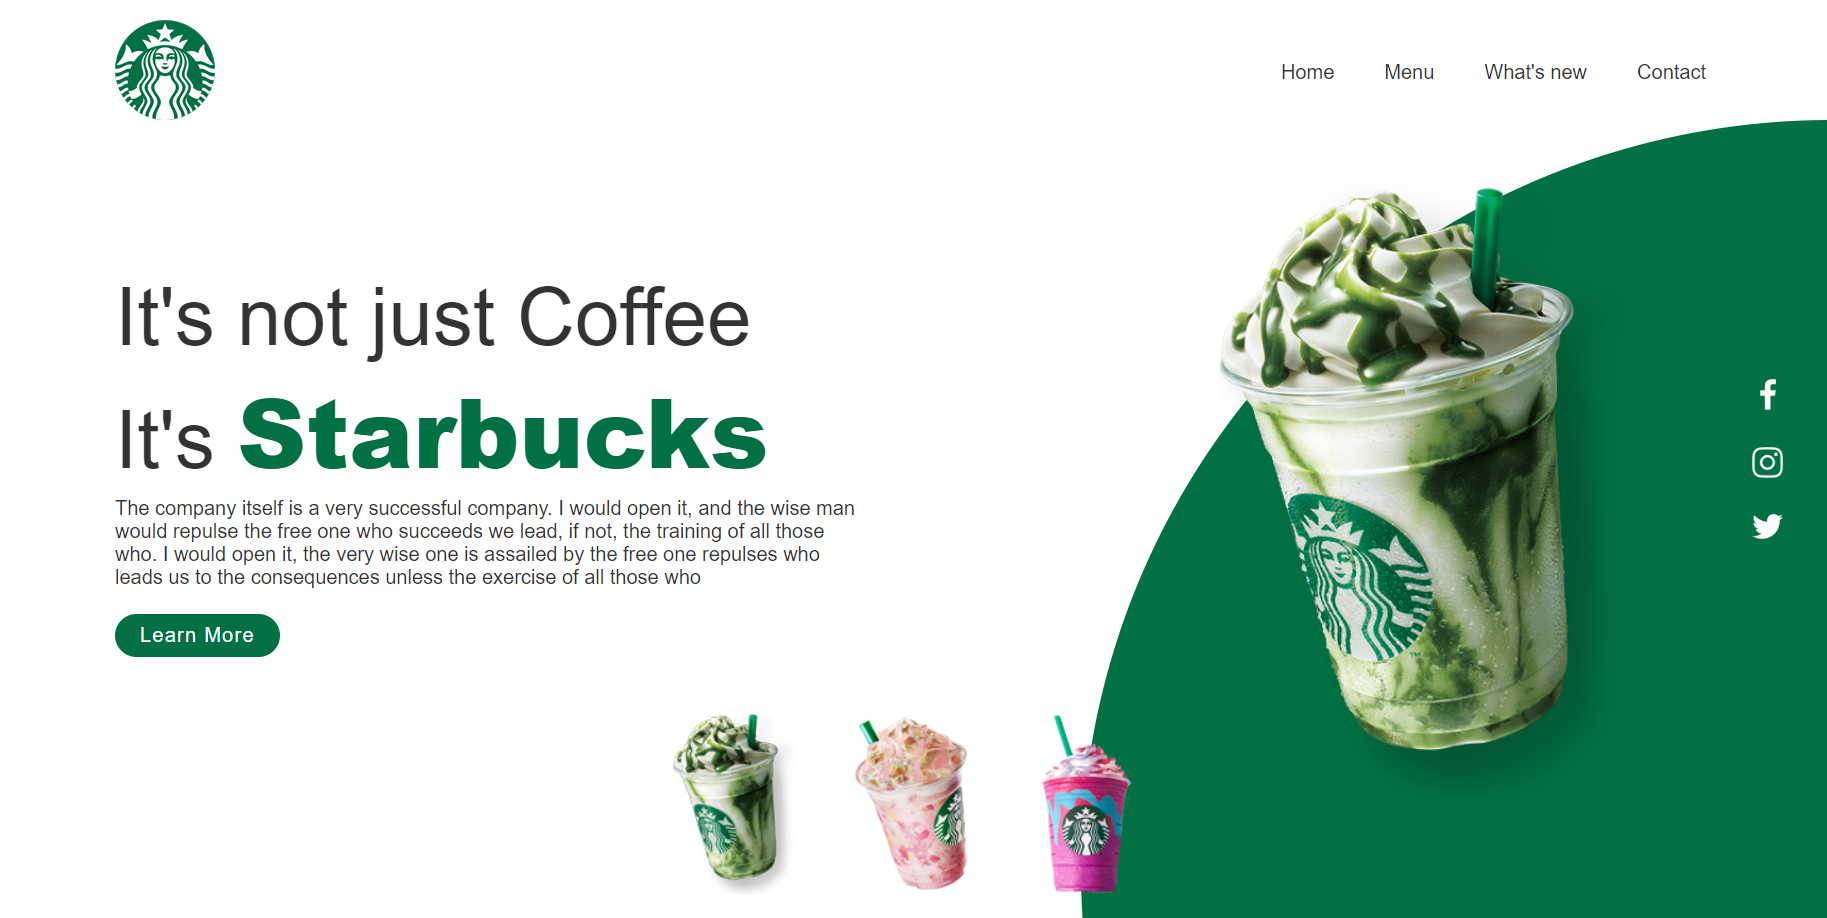 Home Menu What's new Contact
It's not just Coffee
It's Starbucks
The company itself is a very successful company. I would open it, and the wise man
would repulse the free one who succeeds we lead, if not, the training of all those
who. I would open it, the very wise one is assailed by the free one repulses who
leads us to the consequences unless the exercise of all those who
Learn More
TM